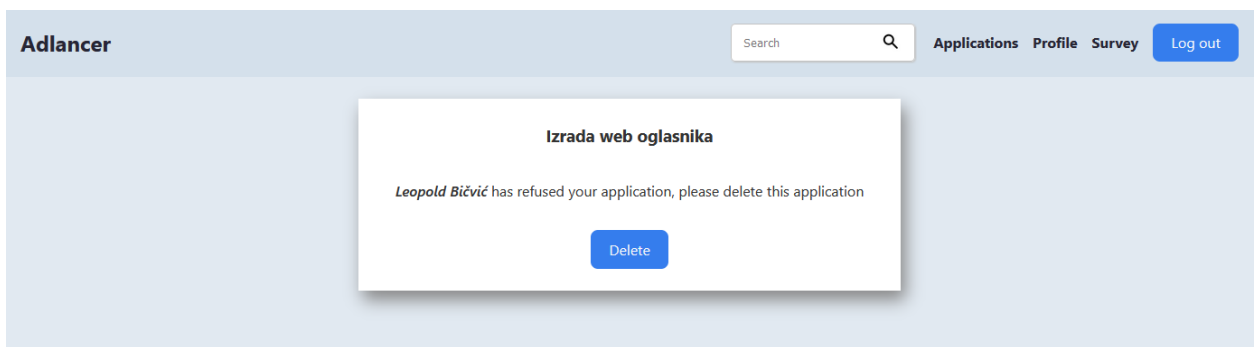 Adlancer
Search
Applications Profile Survey Log out
Izrada web oglasnika
Leopold Bičvić has refused your application, please delete this application
Delete